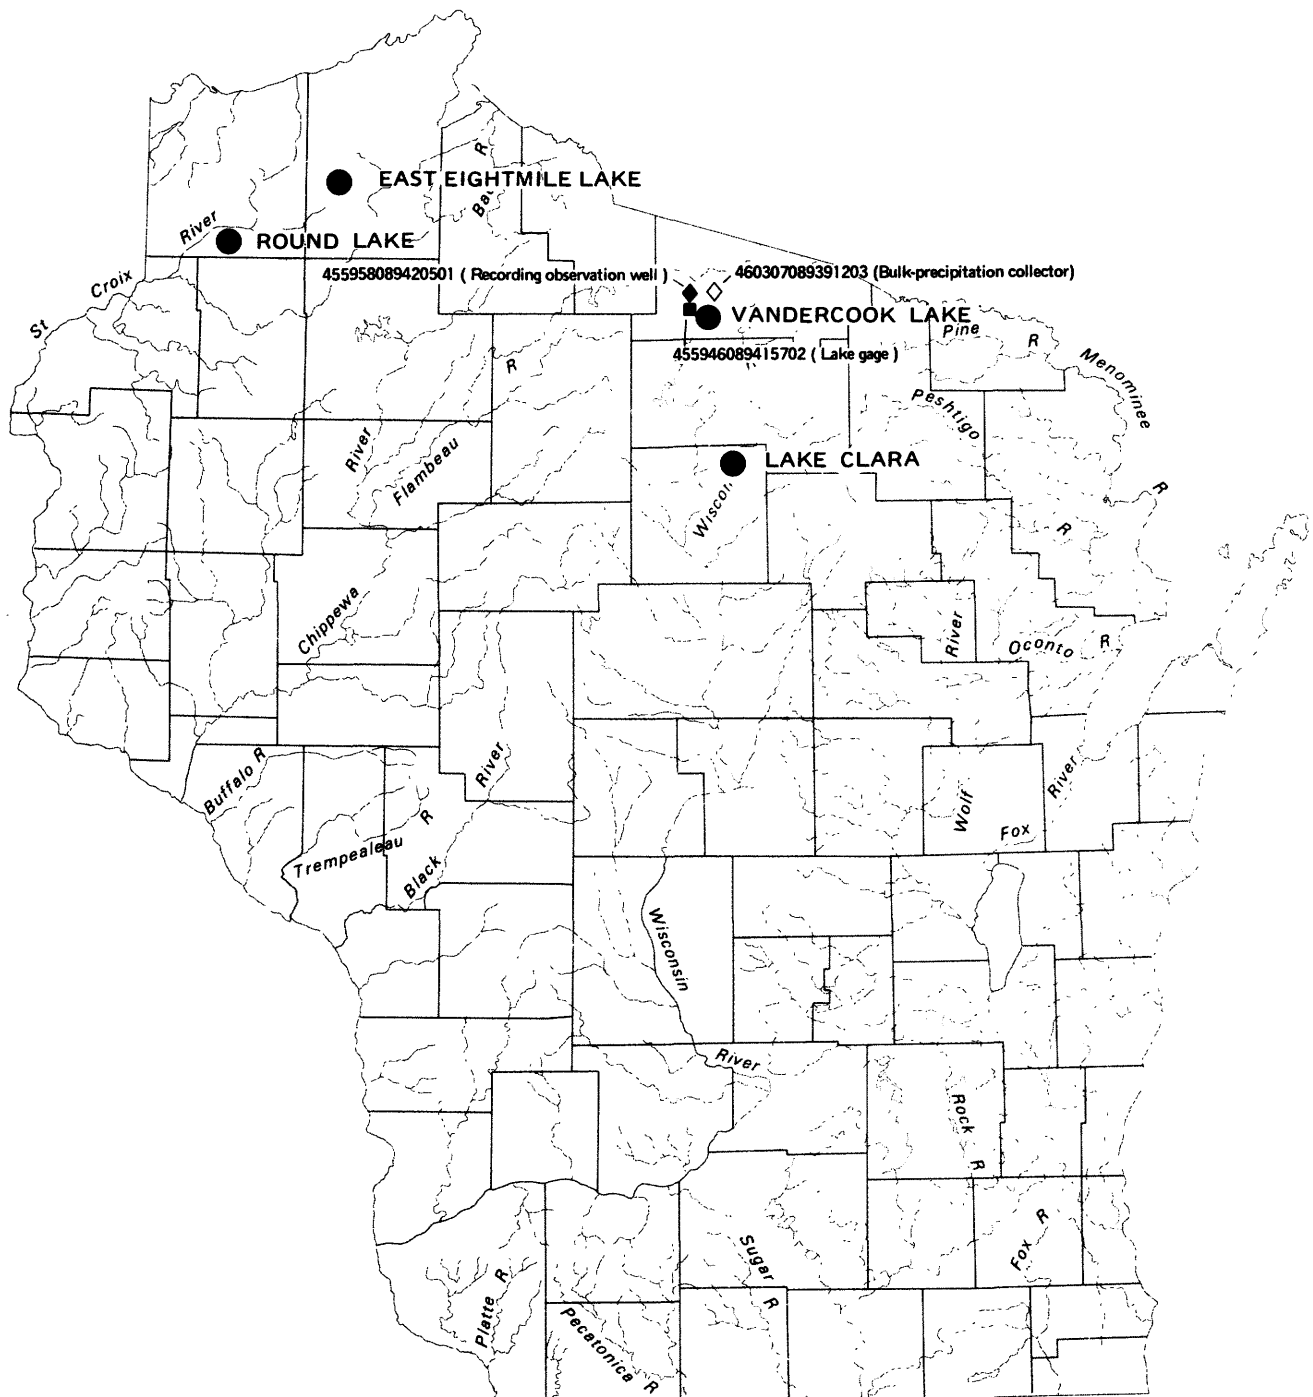 R
EAST EIGHTMILE LAKE
Ba
River
ROUND LAKE
455958089420501 ( Recording observation well )
460307089391203 (Bulk-precipitation collector)
St Croix
VANDERCOOK LAKE
Pine
R
455946089415702 ( Lake gage )
Menominee
R
R
Peshtigo
River
Flambeau
LAKE CLARA
Wiscon
R
Chippewa
River
Oconto
R
Buffalo R
River
River
Wolf
Fox
Trempealeau
R
Black
Wisconsin
River
Rock
R
Sugar
R
Fox
R
Platte
R
Pecatonica
R